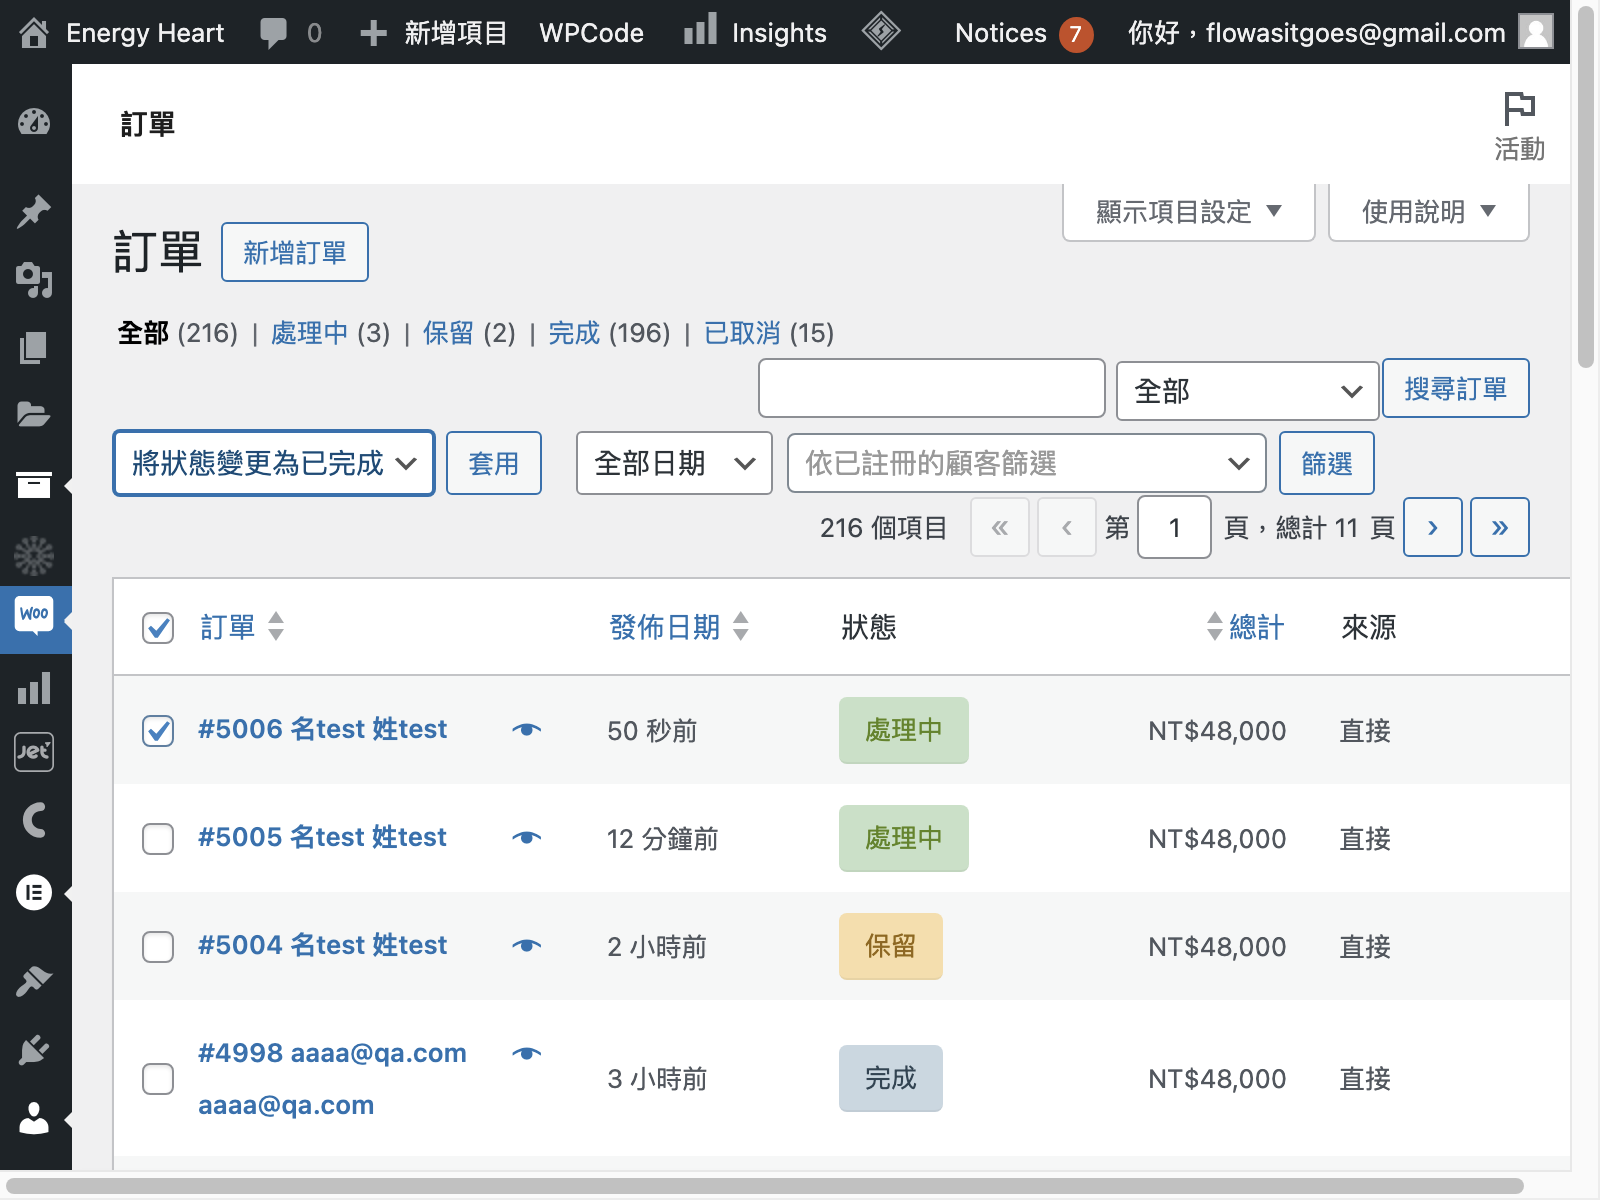 Energy Heart 0 新增項目 WPCode Insights Notices 7 你好，flowasitgoes@gmail.com
訂單
活動
顯示項目設定 使用說明
訂單 新增訂單
全部 (216) | 處理中 (3) | 保留 (2) | 完成 (196) | 已取消 (15)
全部 搜尋訂單
將狀態變更為已完成 套用 全部日期 依已註冊的顧客篩選 篩選
216 個項目 « ‹ 第 1 頁，總計 11 頁 › »
訂單 發佈日期 狀態 總計 來源
#5006 名test 姓test 50 秒前 處理中 NT$48,000 直接
#5005 名test 姓test 12 分鐘前 處理中 NT$48,000 直接
#5004 名test 姓test 2 小時前 保留 NT$48,000 直接
#4998 aaaa@qa.com 3 小時前 完成 NT$48,000 直接
aaaa@qa.com
Woo
Jet